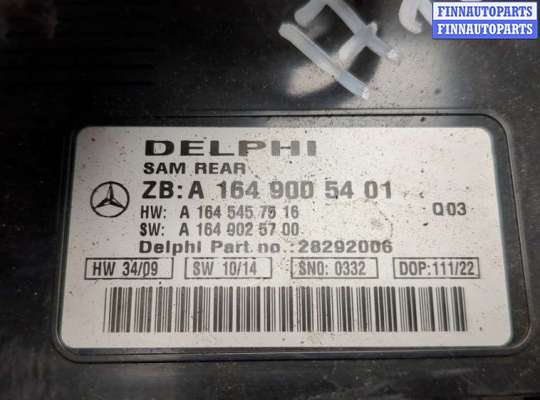 FINNAUTOPARTS
FINNAUTOPARTS
DELPHI
SAM REAR
ZB: A 164 900 54 01
HW: A 164 545 75 16
SW: A 164 902 57 00
Q03
Delphi Part no.:28292006
HW 34/09
SW 10/14
SNO: 0332
DOP:111/22